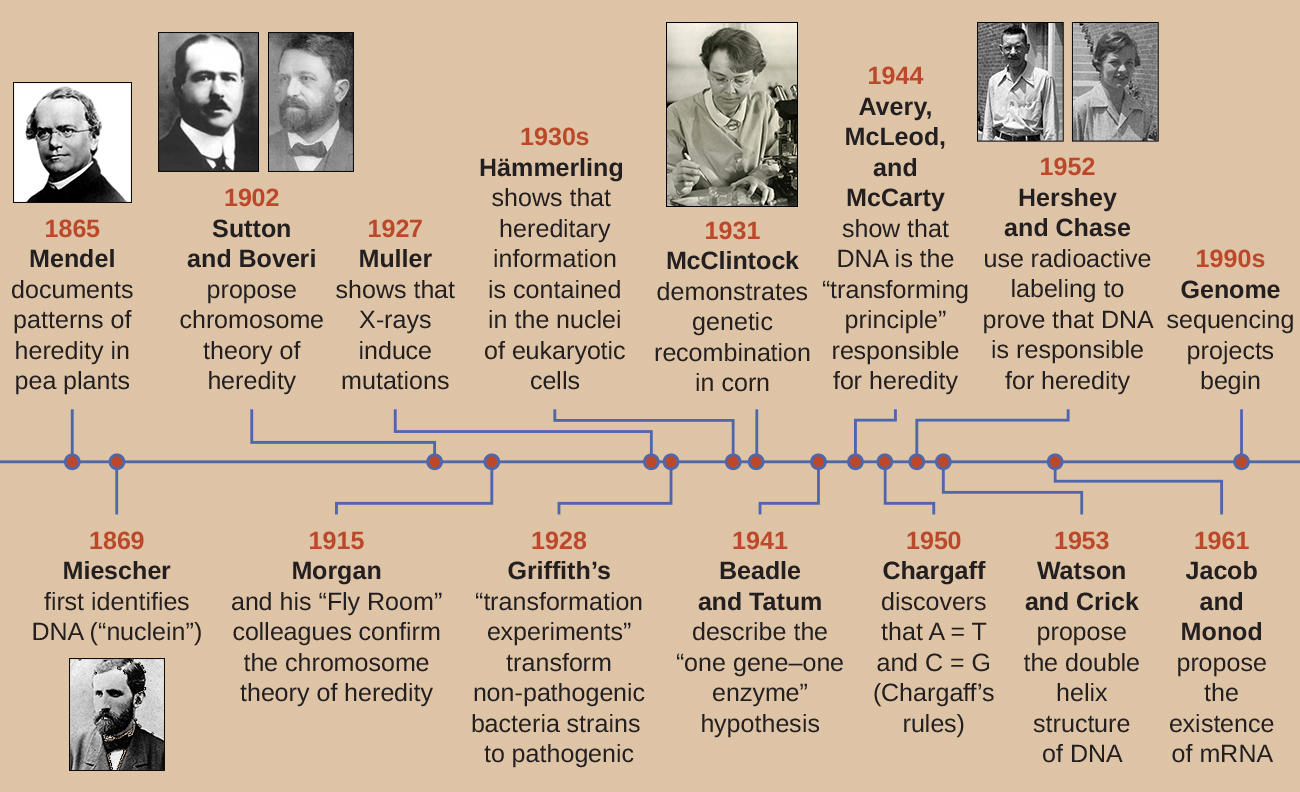 1865
Mendel
documents
patterns of
heredity in
pea plants
1902
Sutton
and Boveri
propose
chromosome
theory of
heredity
1927
Muller
shows that
X-rays
induce
mutations
1930s
Hämmerling
shows that
hereditary
information
is contained
in the nuclei
of eukaryotic
cells
1931
McClintock
demonstrates
genetic
recombination
in corn
1944
Avery,
McLeod,
and
McCarty
show that
DNA is the
“transforming
principle”
responsible
for heredity
1952
Hershey
and Chase
use radioactive
labeling to
prove that DNA
is responsible
for heredity
1990s
Genome
sequencing
projects
begin
1869
Miescher
first identifies
DNA (“nuclein”)
1915
Morgan
and his “Fly Room”
colleagues confirm
the chromosome
theory of heredity
1928
Griffith’s
“transformation
experiments”
transform
non-pathogenic
bacteria strains
to pathogenic
1941
Beadle
and Tatum
describe the
“one gene–one
enzyme”
hypothesis
1950
Chargaff
discovers
that A = T
and C = G
(Chargaff’s
rules)
1953
Watson
and Crick
propose
the double
helix
structure
of DNA
1961
Jacob
and
Monod
propose
the
existence
of mRNA